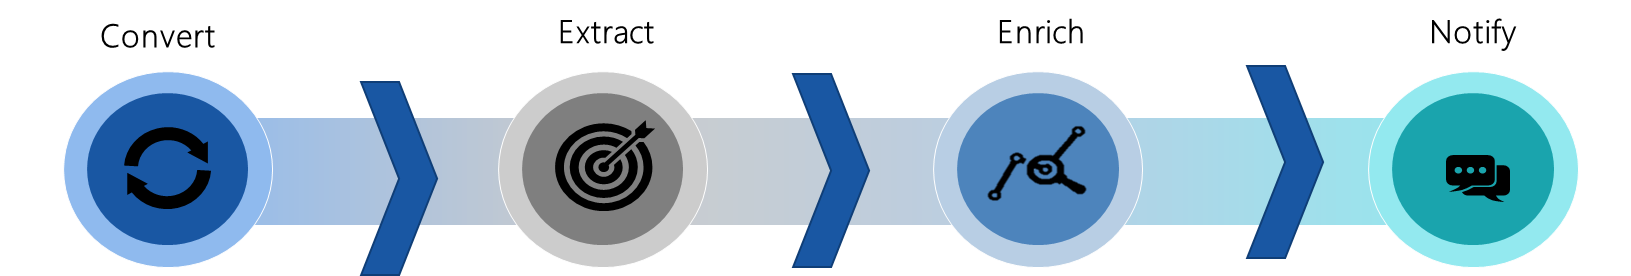 Convert
Extract
Enrich
Notify